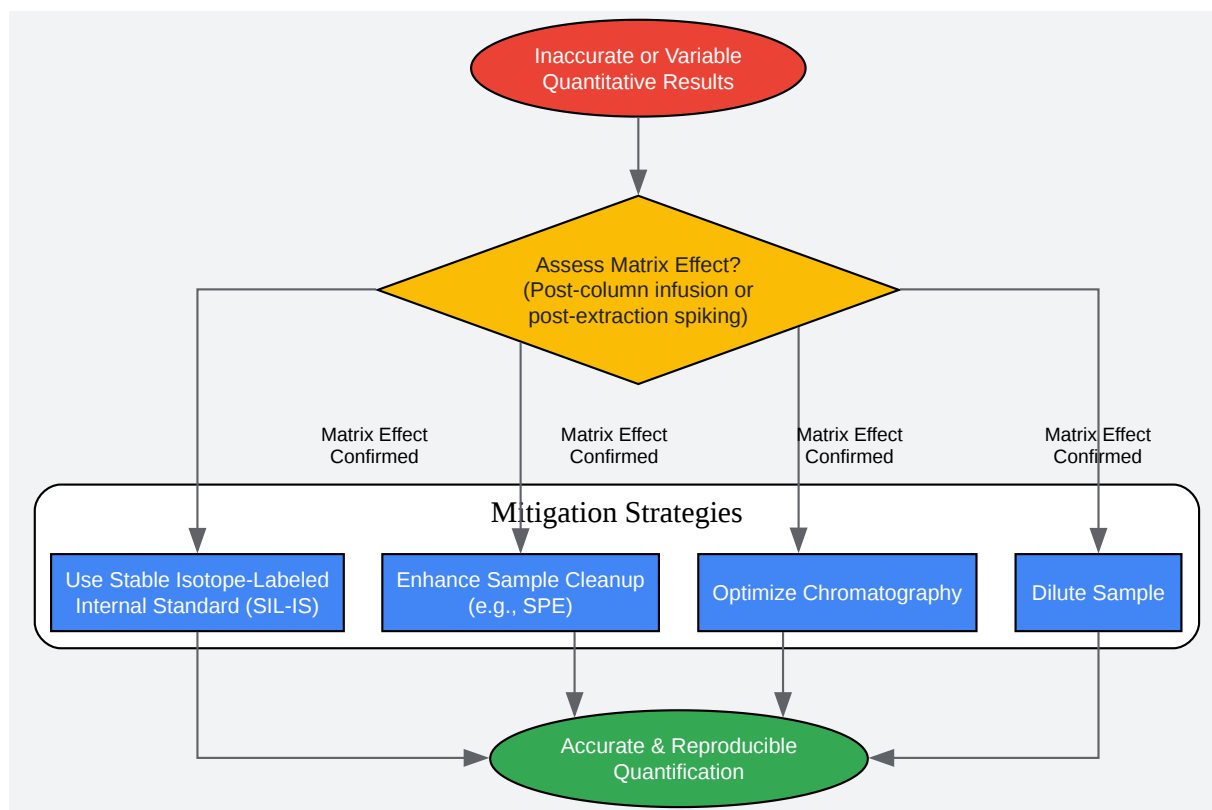 Inaccurate or Variable
Quantitative Results
Assess Matrix Effect?
(Post-column infusion or
post-extraction spiking)
Matrix Effect
Confirmed
Matrix Effect
Confirmed
Matrix Effect
Confirmed
Matrix Effect
Confirmed
Mitigation Strategies
Use Stable Isotope-Labeled
Internal Standard (SIL-IS)
Enhance Sample Cleanup
(e.g., SPE)
Optimize Chromatography
Dilute Sample
Accurate & Reproducible
Quantification